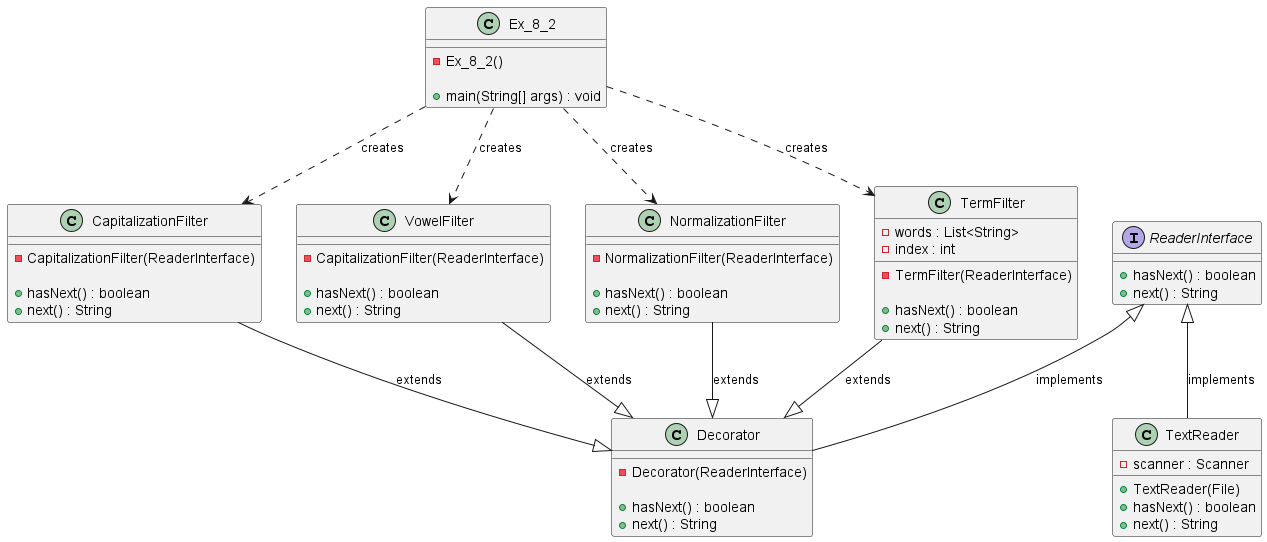 C Ex_8_2
Ex_8_2()
main(String[] args) : void
creates
creates
creates
creates
C CapitalizationFilter
CapitalizationFilter(ReaderInterface)
hasNext() : boolean
next() : String
C VowelFilter
CapitalizationFilter(ReaderInterface)
hasNext() : boolean
next() : String
C NormalizationFilter
NormalizationFilter(ReaderInterface)
hasNext() : boolean
next() : String
C TermFilter
words : List<String>
index : int
TermFilter(ReaderInterface)
hasNext() : boolean
next() : String
I ReaderInterface
hasNext() : boolean
next() : String
extends
extends
extends
extends
implements
implements
C Decorator
Decorator(ReaderInterface)
hasNext() : boolean
next() : String
C TextReader
scanner : Scanner
TextReader(File)
hasNext() : boolean
next() : String